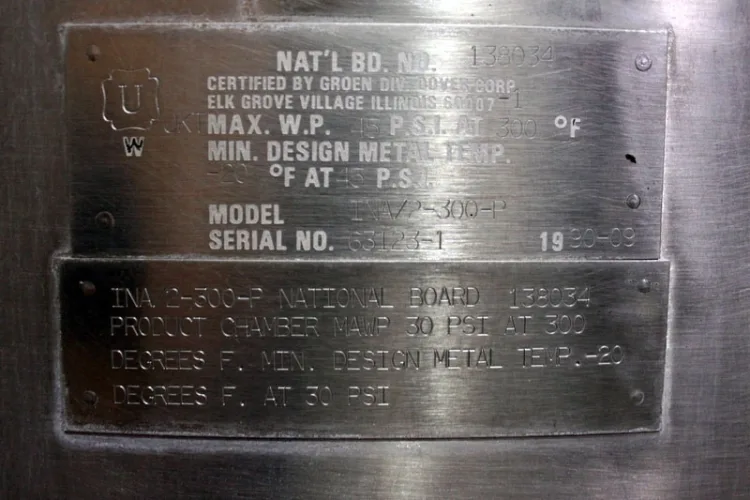 NAT'L BD. NO. 138034
CERTIFIED BY GROEN DIV. DOVER CORP.
ELK GROVE VILLAGE ILLINOIS 60007-1
U
JKT MAX. W.P. 45 P.S.I. AT 300 °F
W
MIN. DESIGN METAL TEMP.
-20 °F AT 45 P.S.I.
MODEL INA/2-300-P
SERIAL NO. 63123-1 1990-09
INA 2-300-P NATIONAL BOARD 138034
PRODUCT CHAMBER MAWP 30 PSI AT 300
DEGREES F. MIN. DESIGN METAL TEMP.-20
DEGREES F. AT 30 PSI